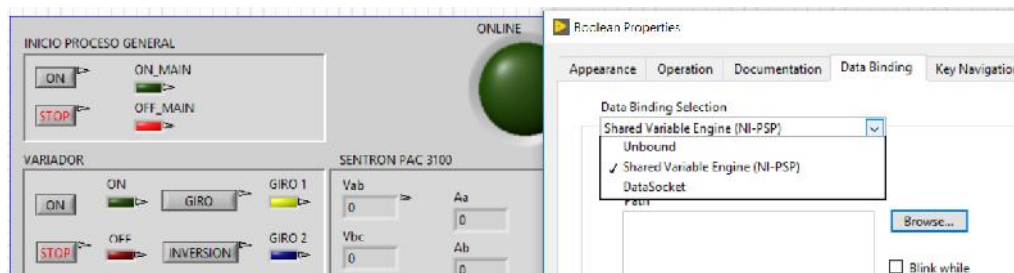 ONLINE
INICIO PROCESO GENERAL
ON
ON_MAIN
STOP
OFF_MAIN
VARIADOR
ON
ON
GIRO
GIRO 1
STOP
OFF
INVERSION
GIRO 2
SENTRON PAC 3100
Vab
0
Aa
0
Vbc
0
Ab
0
Boolean Properties
Appearance Operation Documentation Data Binding Key Navigation
Data Binding Selection
Shared Variable Engine (NI-PSP)
Unbound
✓ Shared Variable Engine (NI-PSP)
DataSocket
Path
Browse...
Blink while